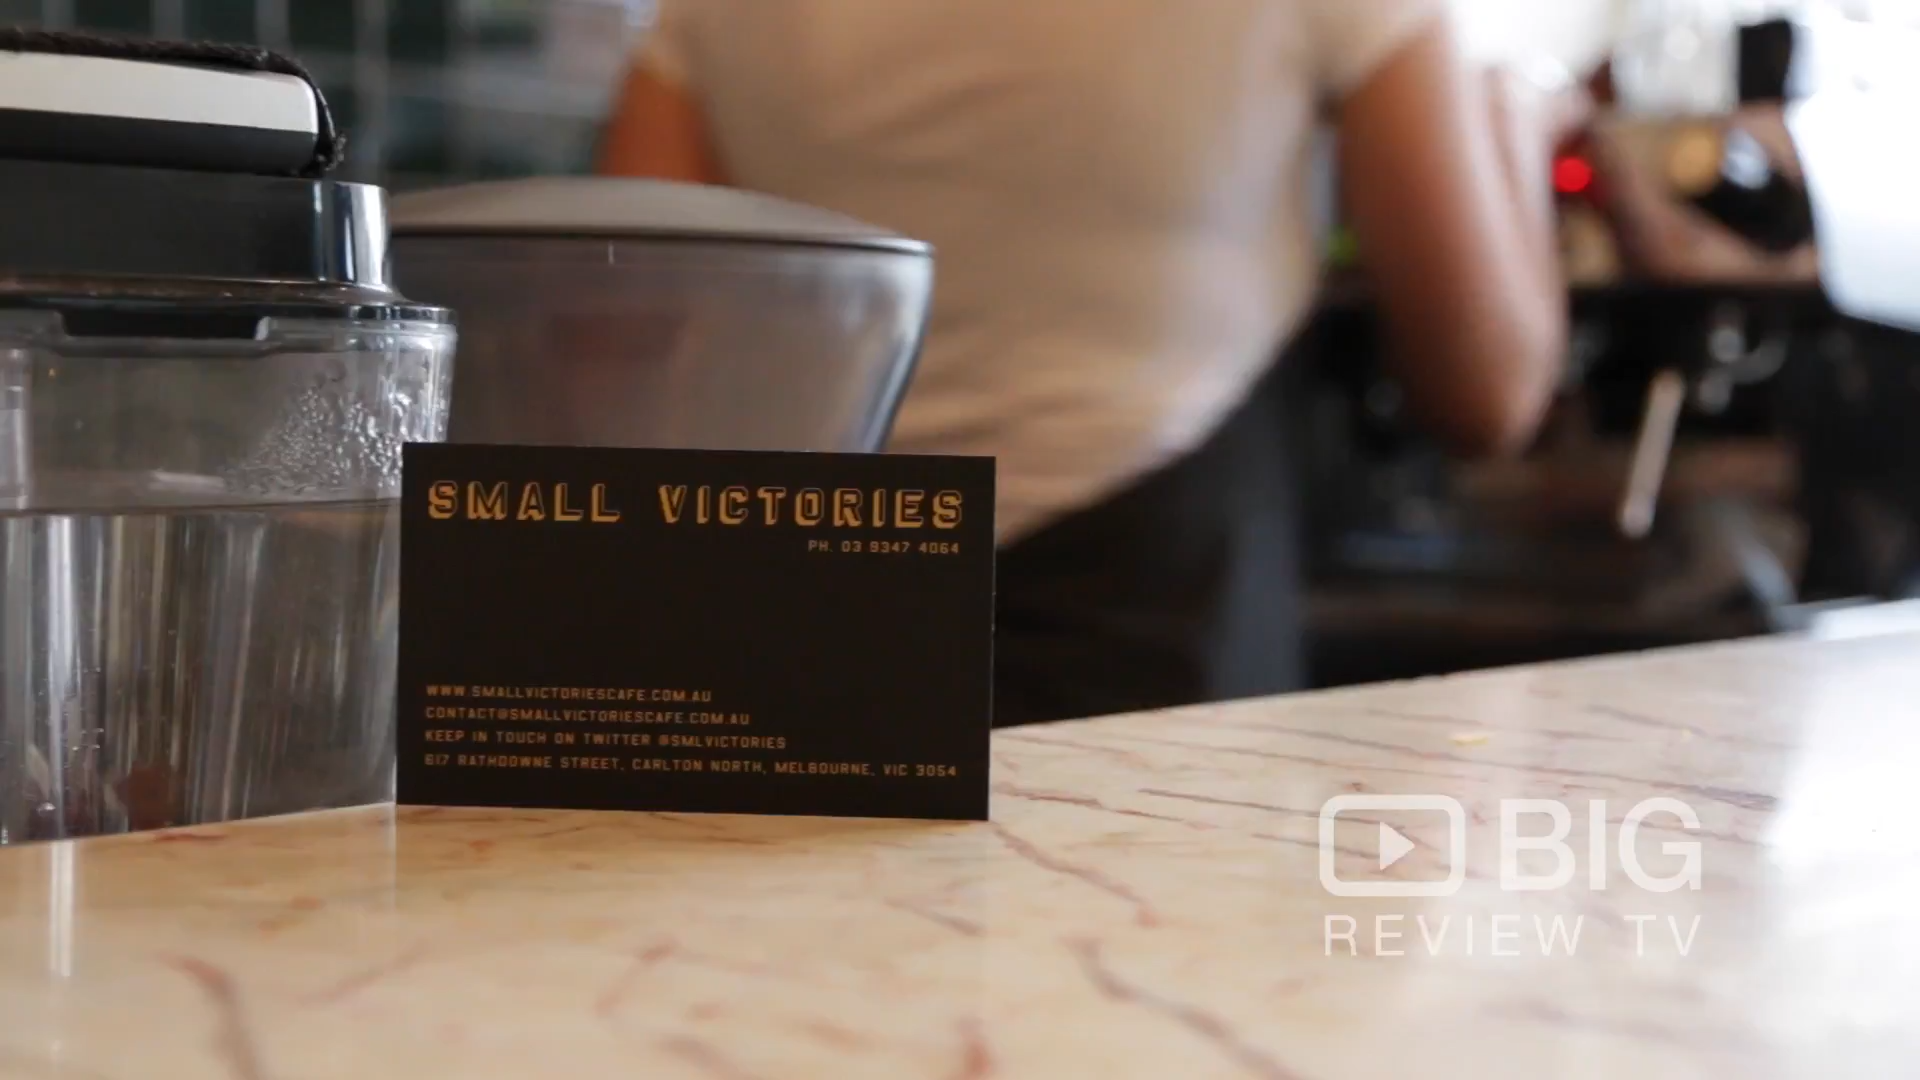 SMALL VICTORIES
PH. 03 9347 4064
WWW.SMALLVICTORIESCAFE.COM.AU
CONTACT@SMALLVICTORIESCAFE.COM.AU
KEEP IN TOUCH ON TWITTER @SMLVICTORIES
617 RATHDOWNE STREET, CARLTON NORTH, MELBOURNE, VIC 3054
BIG
REVIEW TV